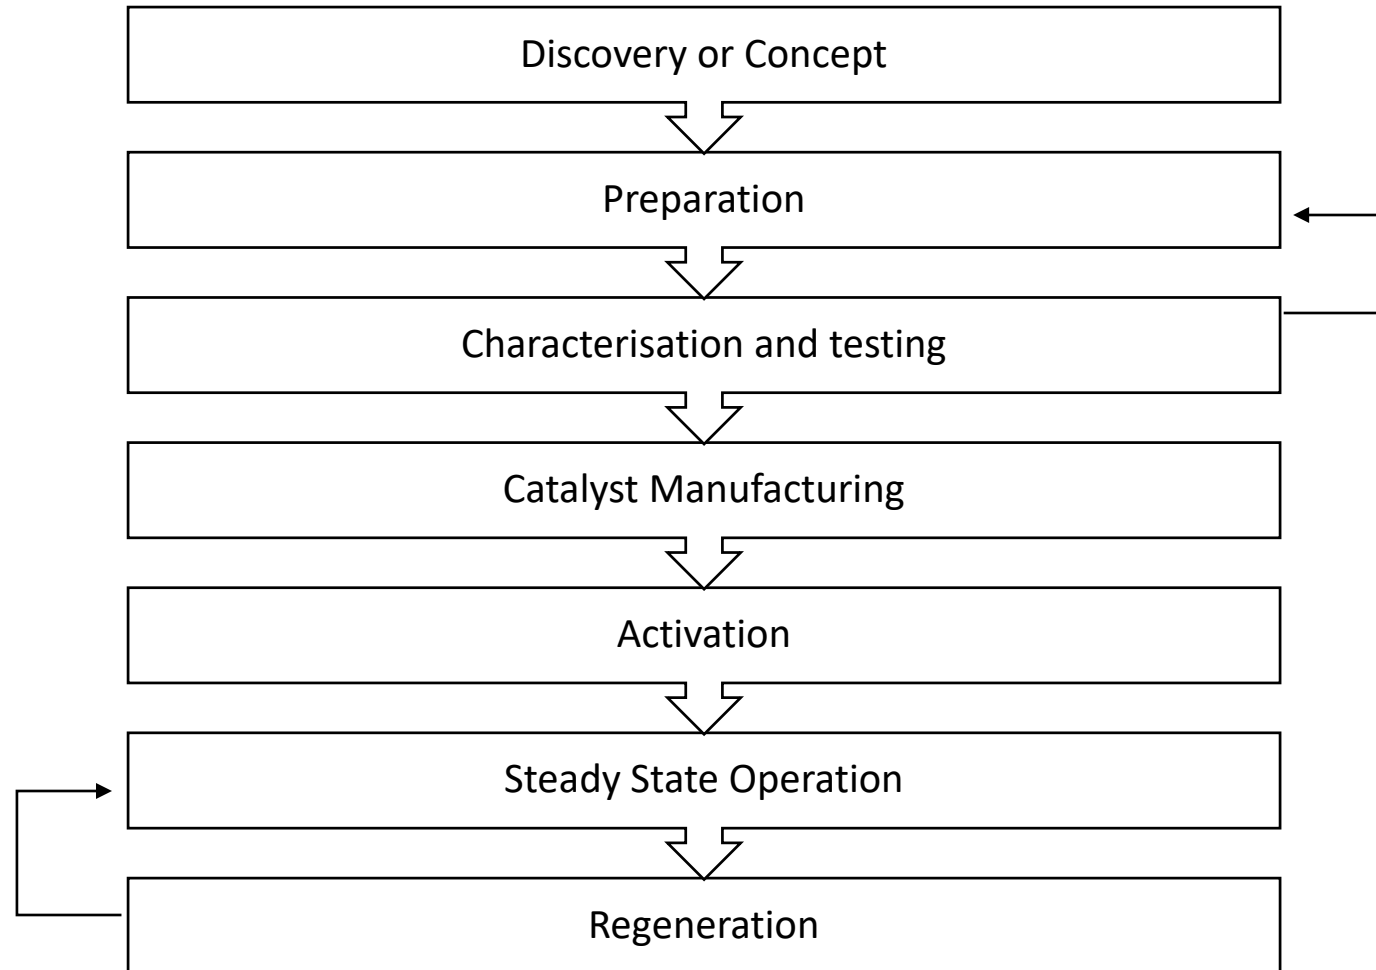 Discovery or Concept
Preparation
Characterisation and testing
Catalyst Manufacturing
Activation
Steady State Operation
Regeneration